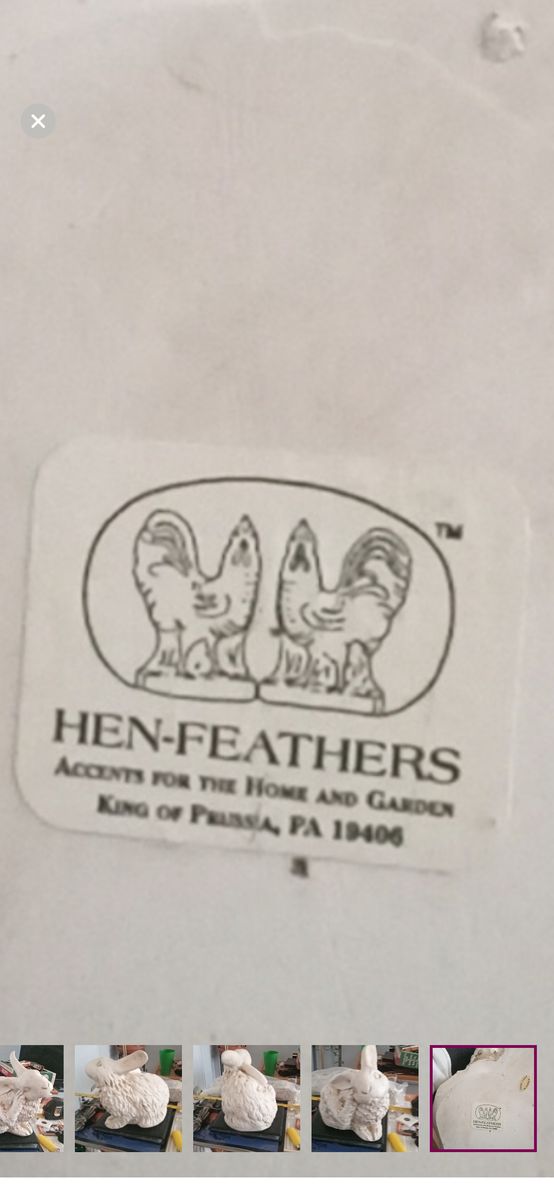 TM
HEN-FEATHERS
ACCENTS FOR THE HOME AND GARDEN
KING OF PRUSSIA, PA 19406